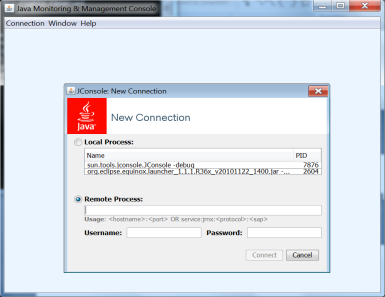 Java Monitoring & Management Console
Connection Window Help
JConsole: New Connection
Java
New Connection
Local Process:
Name PID
sun.tools.jconsole.JConsole -debug 7876
org.eclipse.equinox.launcher_1.1.1.R36x_y20101122_1400.jar -... 2604
Remote Process:
Usage: <hostname>:<port> OR service:jmx:<protocol>:<sap>
Username: Password:
Connect Cancel